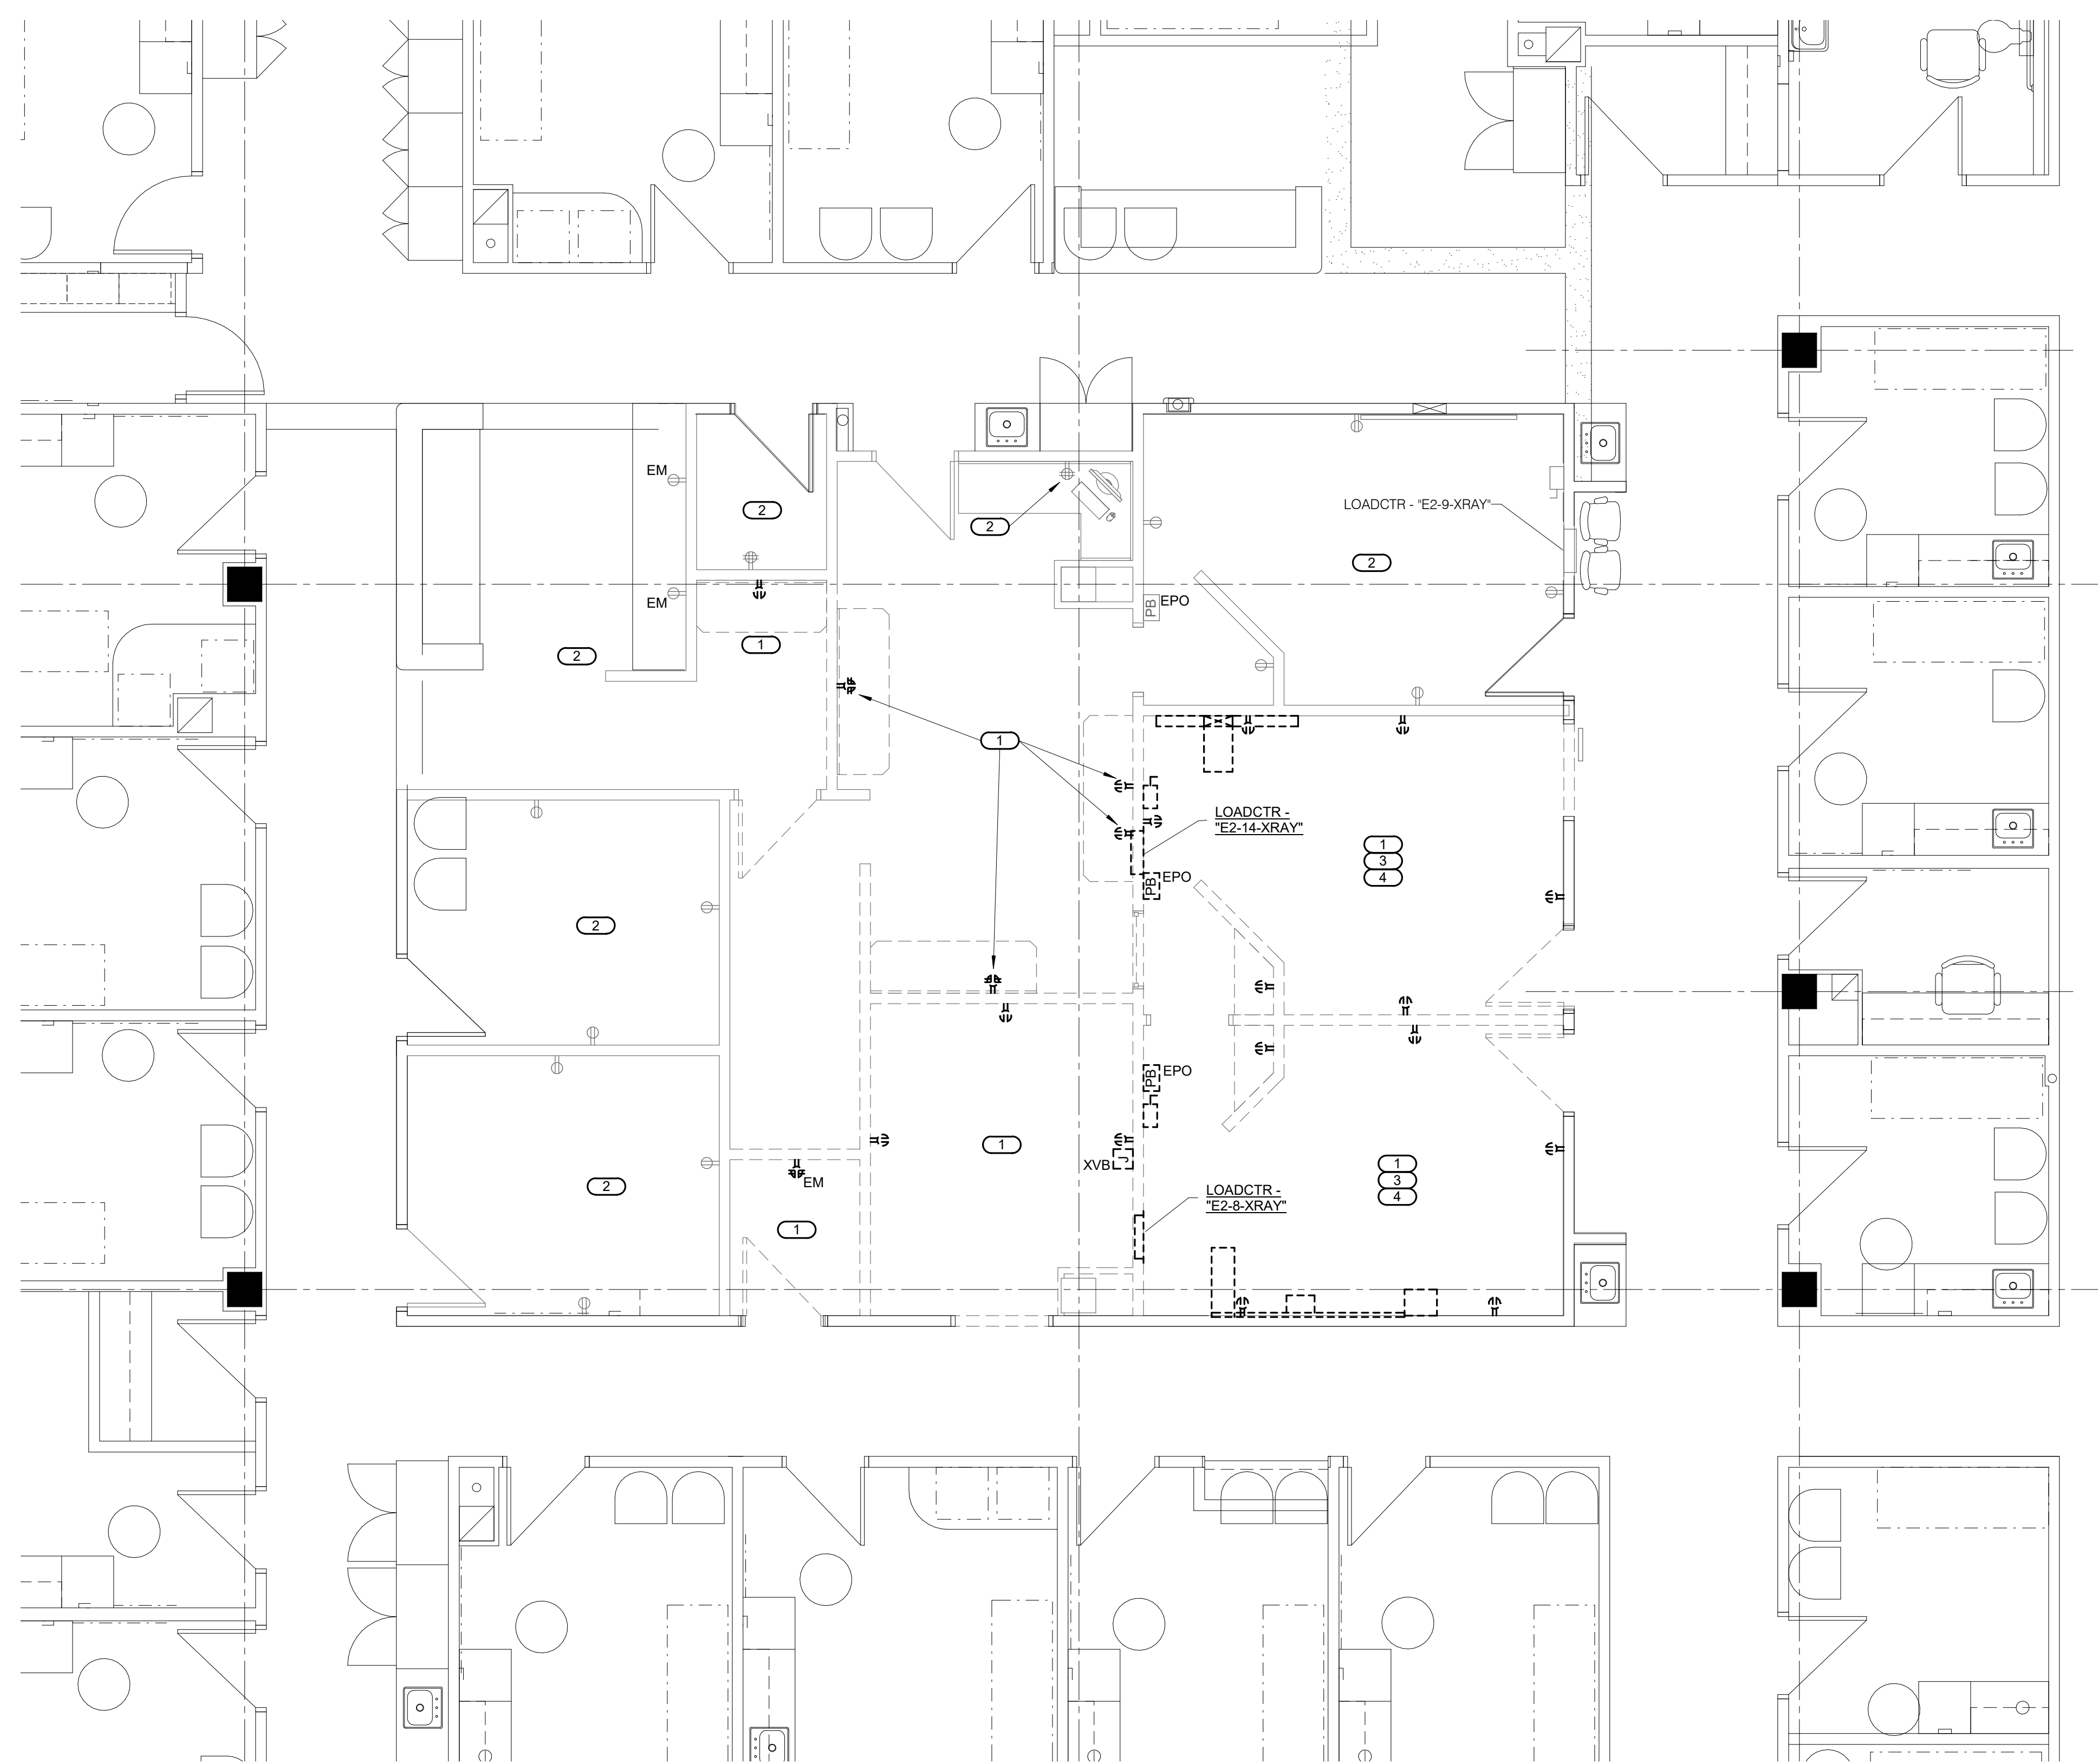 EM
2
2
LOADCTR - "E2-9-XRAY"
2
EM
PB
EPO
1
2
1
LOADCTR -
"E2-14-XRAY"
1
3
4
PB
EPO
2
PB
EPO
1
XVB
J
1
3
4
EM
2
LOADCTR -
"E2-8-XRAY"
1